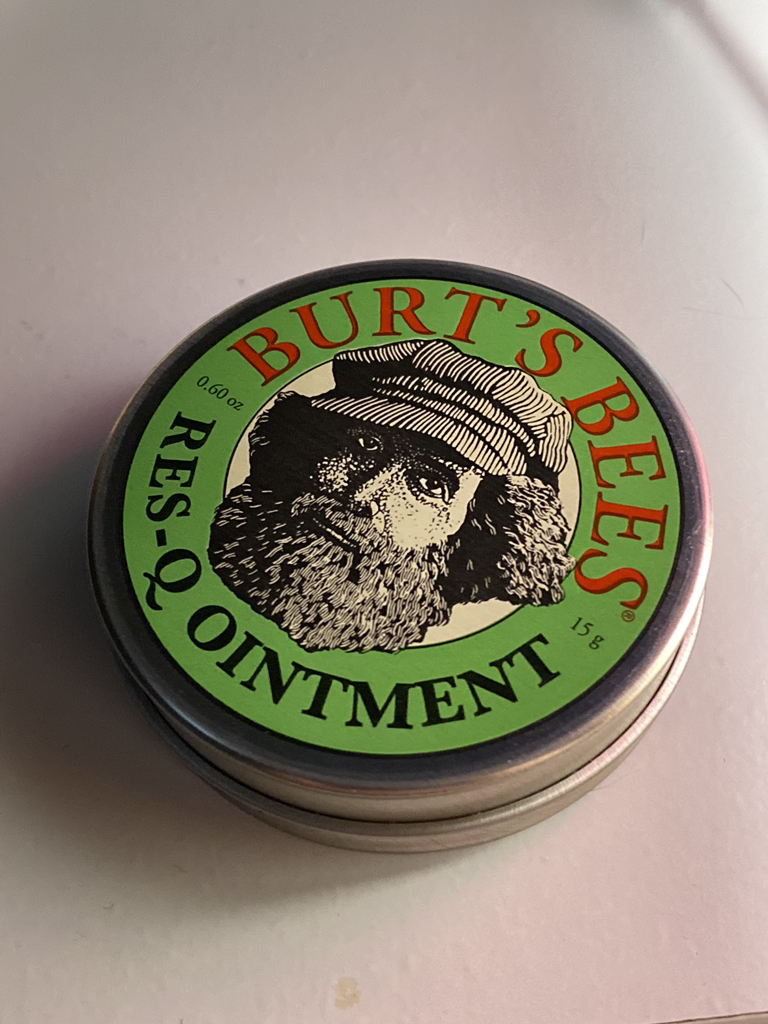 BURT'S BEES®
0.60 oz
RES-Q OINTMENT
15 g